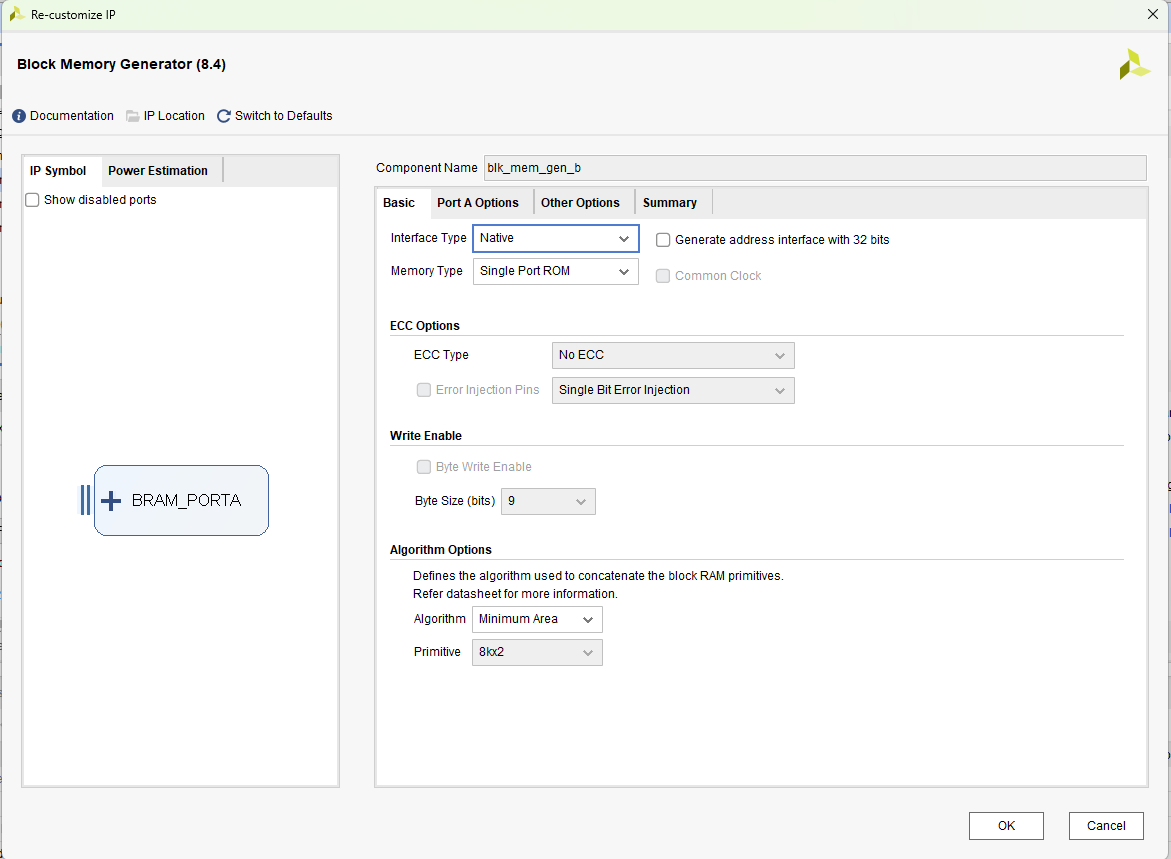 Re-customize IP
Block Memory Generator (8.4)
Documentation IP Location Switch to Defaults
IP Symbol Power Estimation
Show disabled ports
BRAM_PORTA
Component Name blk_mem_gen_b
Basic Port A Options Other Options Summary
Interface Type Native Generate address interface with 32 bits
Memory Type Single Port ROM Common Clock
ECC Options
ECC Type No ECC
Error Injection Pins Single Bit Error Injection
Write Enable
Byte Write Enable
Byte Size (bits) 9
Algorithm Options
Defines the algorithm used to concatenate the block RAM primitives.
Refer datasheet for more information.
Algorithm Minimum Area
Primitive 8kx2
OK Cancel